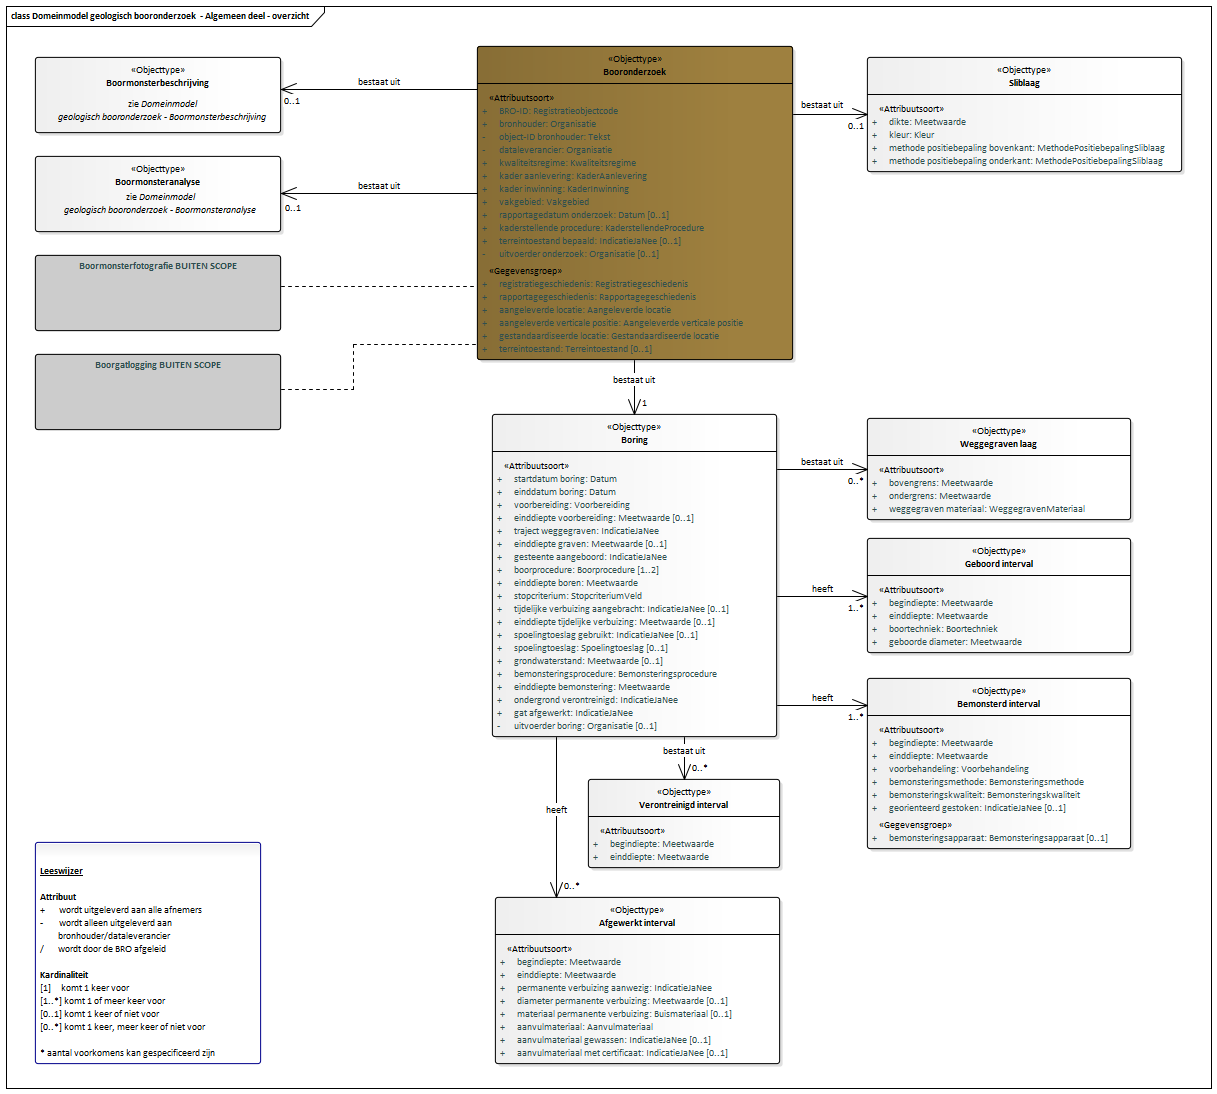 class Domeinmodel geologisch booronderzoek - Algemeen deel - overzicht
«Objecttype»
Boormonsterbeschrijving
zie Domeinmodel
geologisch booronderzoek - Boormonsterbeschrijving
bestaat uit
0..1
«Objecttype»
Boormonsteranalyse
zie Domeinmodel
geologisch booronderzoek - Boormonsteranalyse
bestaat uit
0..1
Boormonsterfotografie BUITEN SCOPE
Boorgatlogging BUITEN SCOPE
«Objecttype»
Booronderzoek
«Attribuutsoort»
+ BRO-ID: Registratieobjectcode
+ bronhouder: Organisatie
- object-ID bronhouder: Tekst
- dataleverancier: Organisatie
+ kwaliteitsregime: Kwaliteitsregime
+ kader aanlevering: KaderAanlevering
+ kader inwinning: KaderInwinning
+ vakgebied: Vakgebied
+ rapportagedatum onderzoek: Datum [0..1]
+ kaderstellende procedure: KaderstellendeProcedure
+ terreintoestand bepaald: IndicatieJaNee [0..1]
- uitvoerder onderzoek: Organisatie [0..1]
«Gegevensgroep»
+ registratiegeschiedenis: Registratiegeschiedenis
+ rapportagegeschiedenis: Rapportagegeschiedenis
+ aangeleverde locatie: Aangeleverde locatie
+ aangeleverde verticale positie: Aangeleverde verticale positie
+ gestandaardiseerde locatie: Gestandaardiseerde locatie
+ terreintoestand: Terreintoestand [0..1]
bestaat uit
0..1
«Objecttype»
Sliblaag
«Attribuutsoort»
+ dikte: Meetwaarde
+ kleur: Kleur
+ methode positiebepaling bovenkant: MethodePositiebepalingSliblaag
+ methode positiebepaling onderkant: MethodePositiebepalingSliblaag
bestaat uit
1
«Objecttype»
Boring
«Attribuutsoort»
+ startdatum boring: Datum
+ einddatum boring: Datum
+ voorbereiding: Voorbereiding
+ einddiepte voorbereiding: Meetwaarde [0..1]
+ traject weggegraven: IndicatieJaNee
+ einddiepte graven: Meetwaarde [0..1]
+ gesteente aangeboord: IndicatieJaNee
+ boorprocedure: Boorprocedure [1..2]
+ einddiepte boren: Meetwaarde
+ stopcriterium: StopcriteriumVeld
+ tijdelijke verbuizing aangebracht: IndicatieJaNee [0..1]
+ einddiepte tijdelijke verbuizing: Meetwaarde [0..1]
+ spoelingtoeslag gebruikt: IndicatieJaNee [0..1]
+ spoelingtoeslag: Spoelingtoeslag [0..1]
+ grondwaterstand: Meetwaarde [0..1]
+ bemonsteringsprocedure: Bemonsteringsprocedure
+ einddiepte bemonstering: Meetwaarde
+ ondergrond verontreinigd: IndicatieJaNee
+ gat afgewerkt: IndicatieJaNee
- uitvoerder boring: Organisatie [0..1]
bestaat uit
0..*
«Objecttype»
Weggegraven laag
«Attribuutsoort»
+ bovengrens: Meetwaarde
+ ondergrens: Meetwaarde
+ weggegraven materiaal: WeggegravenMateriaal
heeft
1..*
«Objecttype»
Geboord interval
«Attribuutsoort»
+ begindiepte: Meetwaarde
+ einddiepte: Meetwaarde
+ boortechniek: Boortechniek
+ geboorde diameter: Meetwaarde
heeft
1..*
«Objecttype»
Bemonsterd interval
«Attribuutsoort»
+ begindiepte: Meetwaarde
+ einddiepte: Meetwaarde
+ voorbehandeling: Voorbehandeling
+ bemonsteringsmethode: Bemonsteringsmethode
+ bemonsteringskwaliteit: Bemonsteringskwaliteit
+ georienteerd gestoken: IndicatieJaNee [0..1]
«Gegevensgroep»
+ bemonsteringsapparaat: Bemonsteringsapparaat [0..1]
bestaat uit
0..*
«Objecttype»
Verontreinigd interval
«Attribuutsoort»
+ begindiepte: Meetwaarde
+ einddiepte: Meetwaarde
heeft
0..*
«Objecttype»
Afgewerkt interval
«Attribuutsoort»
+ begindiepte: Meetwaarde
+ einddiepte: Meetwaarde
+ permanente verbuizing aanwezig: IndicatieJaNee
+ diameter permanente verbuizing: Meetwaarde [0..1]
+ materiaal permanente verbuizing: Buismateriaal [0..1]
+ aanvulmateriaal: Aanvulmateriaal
+ aanvulmateriaal gewassen: IndicatieJaNee [0..1]
+ aanvulmateriaal met certificaat: IndicatieJaNee [0..1]
Leeswijzer
Attribuut
+ wordt uitgeleverd aan alle afnemers
- wordt alleen uitgeleverd aan
bronhouder/dataleverancier
/ wordt door de BRO afgeleid
Kardinaliteit
[1] komt 1 keer voor
[1..*] komt 1 of meer keer voor
[0..1] komt 1 keer of niet voor
[0..*] komt 1 keer, meer keer of niet voor
* aantal voorkomens kan gespecificeerd zijn